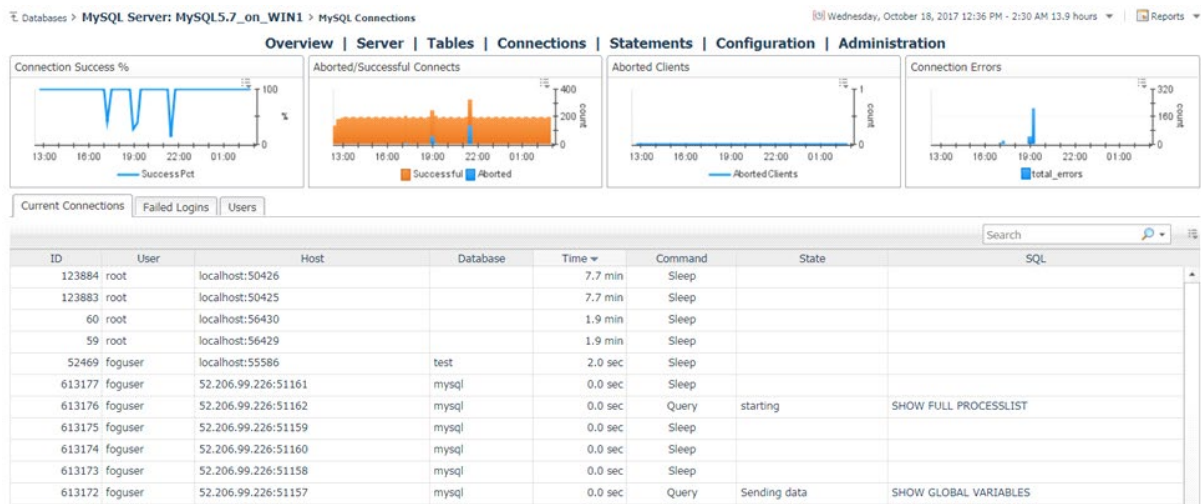 Databases > MySQL Server: MySQL5.7_on_WIN1 > MySQL Connections
Wednesday, October 18, 2017 12:36 PM - 2:30 AM 13.9 hours Reports
Overview | Server | Tables | Connections | Statements | Configuration | Administration
Connection Success %
100
%
0
13:00 16:00 19:00 22:00 01:00
SuccessPct
Aborted/Successful Connects
400
200
0
count
13:00 16:00 19:00 22:00 01:00
Successful Aborted
Aborted Clients
1
0
count
13:00 16:00 19:00 22:00 01:00
AbortedClients
Connection Errors
320
160
0
count
13:00 16:00 19:00 22:00 01:00
total_errors
Current Connections Failed Logins Users
Search
ID User Host Database Time Command State SQL
123884 root localhost:50426 7.7 min Sleep
123883 root localhost:50425 7.7 min Sleep
60 root localhost:56430 1.9 min Sleep
59 root localhost:56429 1.9 min Sleep
52469 foguser localhost:55586 test 2.0 sec Sleep
613177 foguser 52.206.99.226:51161 mysql 0.0 sec Sleep
613176 foguser 52.206.99.226:51162 mysql 0.0 sec Query starting SHOW FULL PROCESSLIST
613175 foguser 52.206.99.226:51159 mysql 0.0 sec Sleep
613174 foguser 52.206.99.226:51160 mysql 0.0 sec Sleep
613173 foguser 52.206.99.226:51158 mysql 0.0 sec Sleep
613172 foguser 52.206.99.226:51157 mysql 0.0 sec Query Sending data SHOW GLOBAL VARIABLES